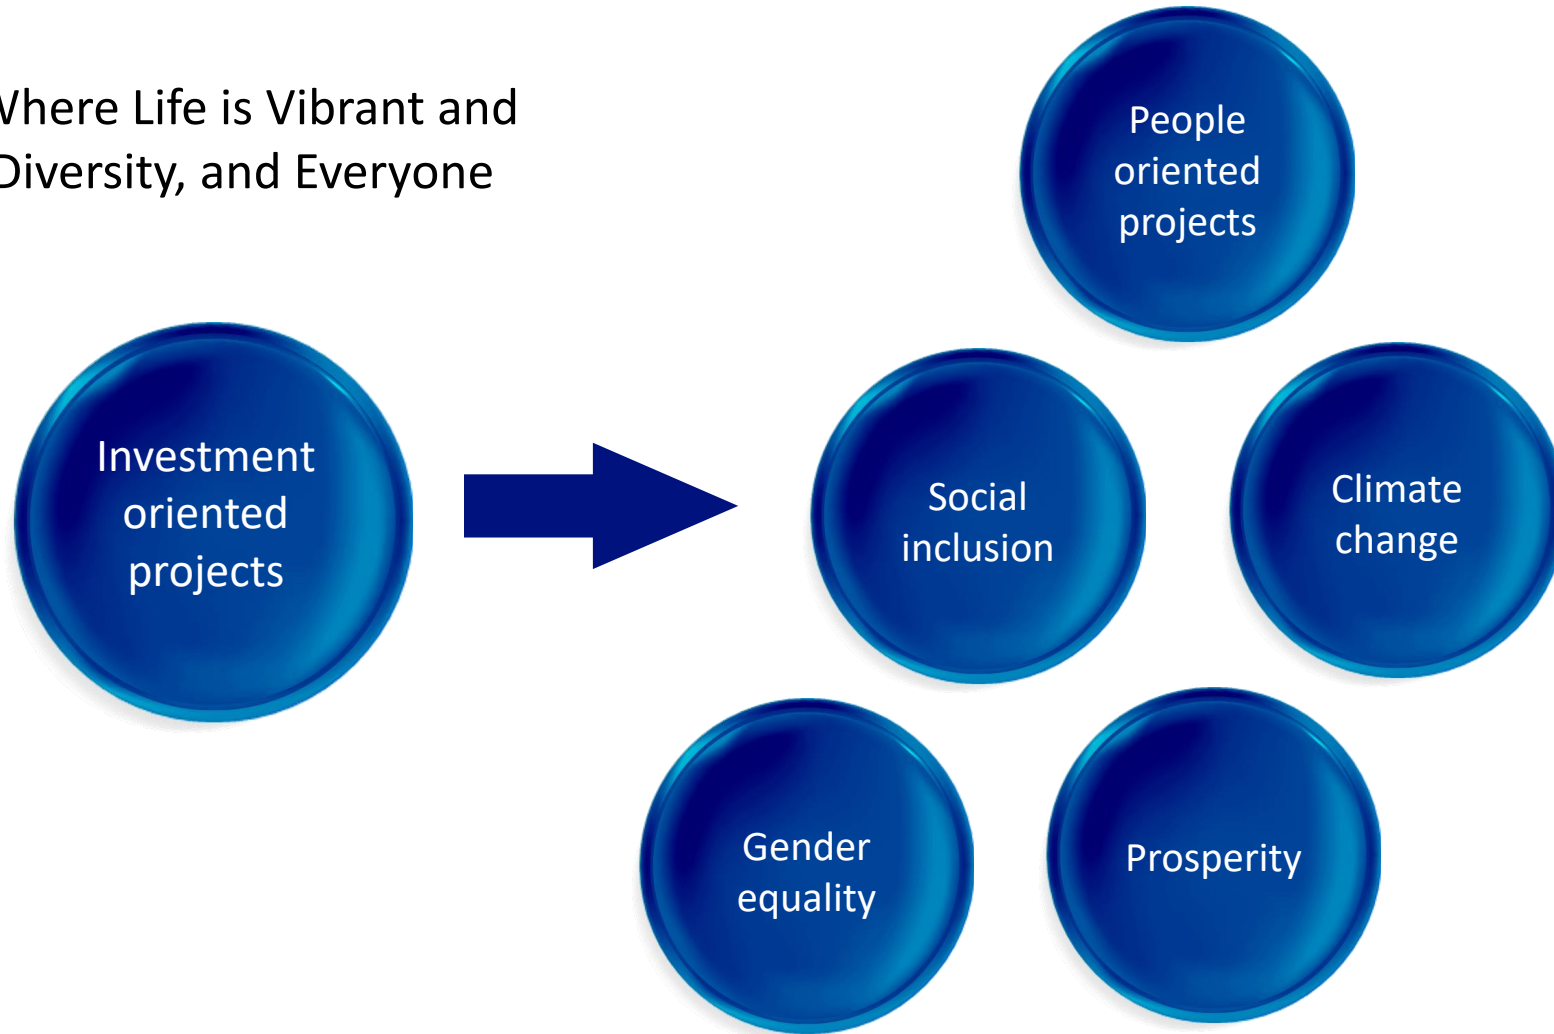 Where Life is Vibrant and
Diversity, and Everyone
People
oriented
projects
Investment
oriented
projects
Social
inclusion
Climate
change
Gender
equality
Prosperity